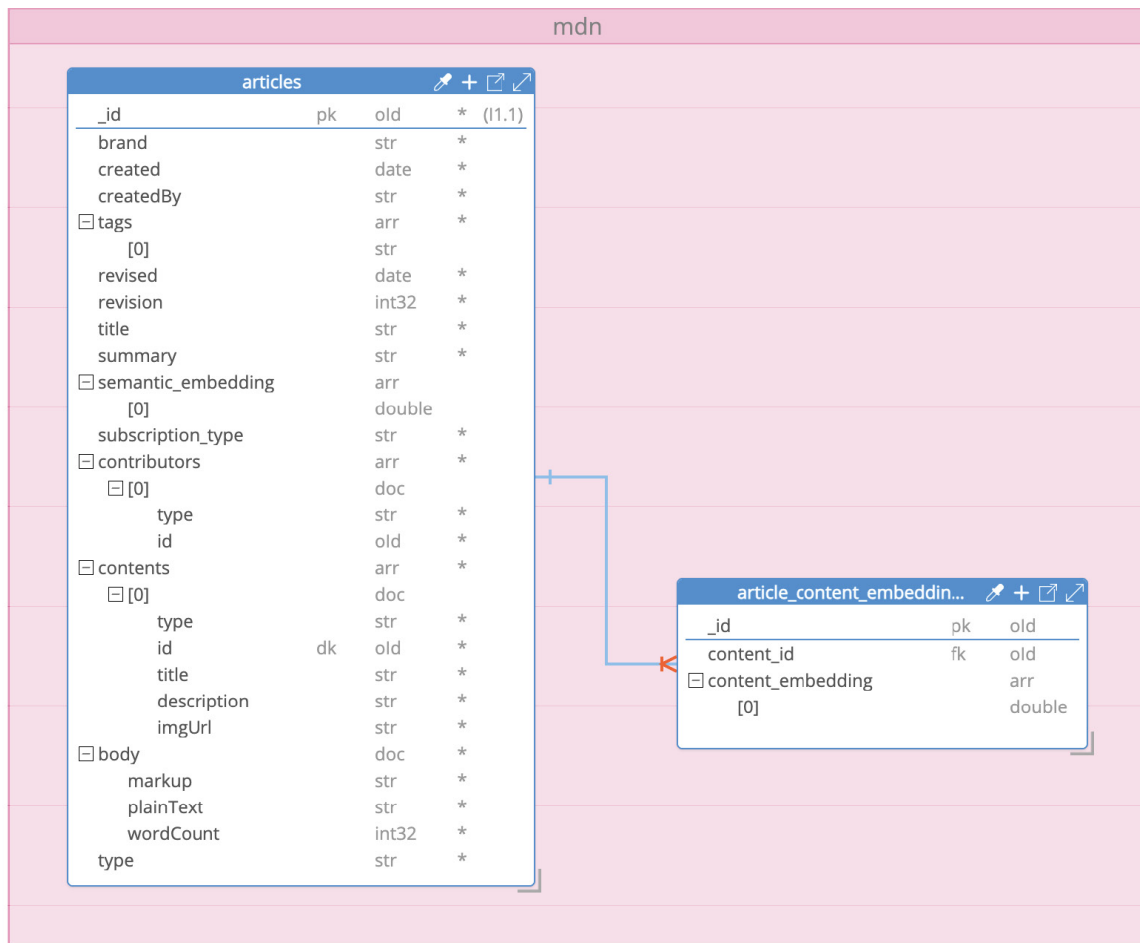 mdn
articles
_id pk oId * (I1.1)
brand str *
created date *
createdBy str *
tags arr *
[0] str
revised date *
revision int32 *
title str *
summary str *
semantic_embedding arr
[0] double
subscription_type str *
contributors arr *
[0] doc
type str *
id oId *
contents arr *
[0] doc
type str *
id dk oId *
title str *
description str *
imgUrl str *
body doc *
markup str *
plainText str *
wordCount int32 *
type str *
article_content_embeddin...
_id pk oId
content_id fk oId
content_embedding arr
[0] double